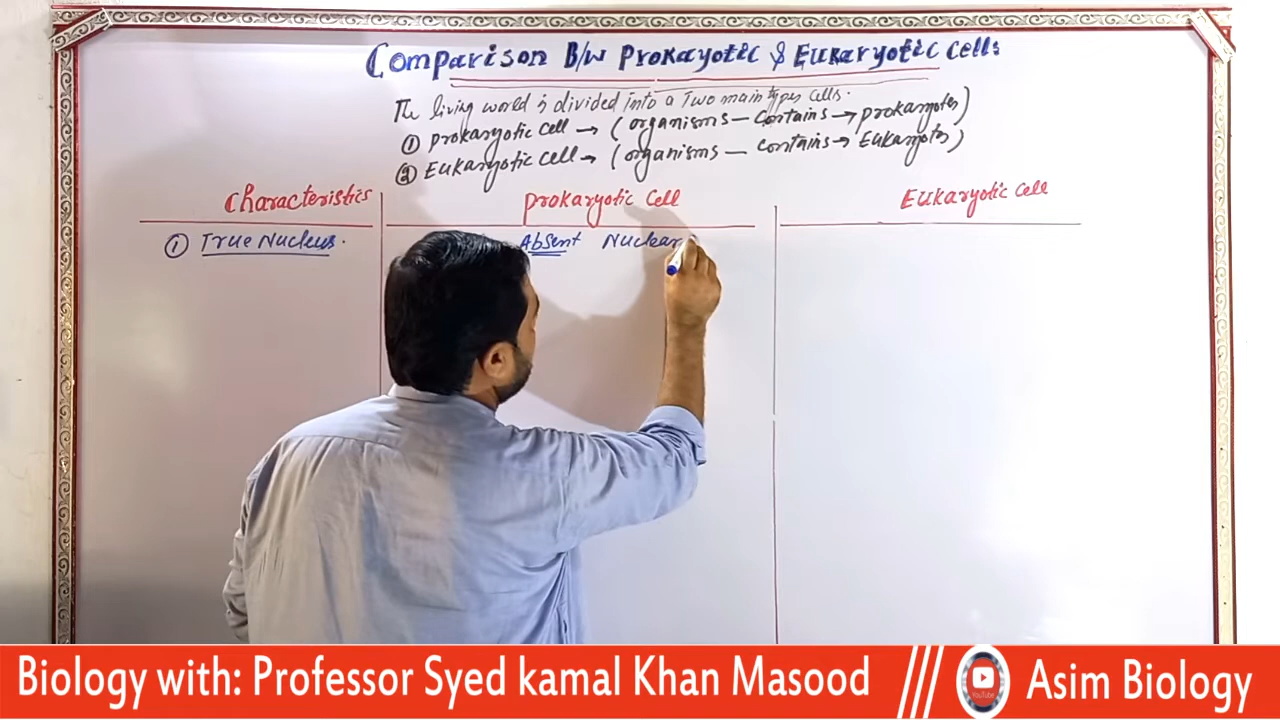 Comparison B/w Prokaryotic & Eukaryotic Cells
The living world is divided into a Two main types cells.
① Prokaryotic cell → ( organisms — contains → prokaryotes)
② Eukaryotic cell → ( organisms — contains → Eukaryotes)
Characteristics Prokaryotic Cell Eukaryotic Cell
① True Nucleus. Absent Nuclear
Biology with: Professor Syed kamal Khan Masood
YouTube
Asim Biology